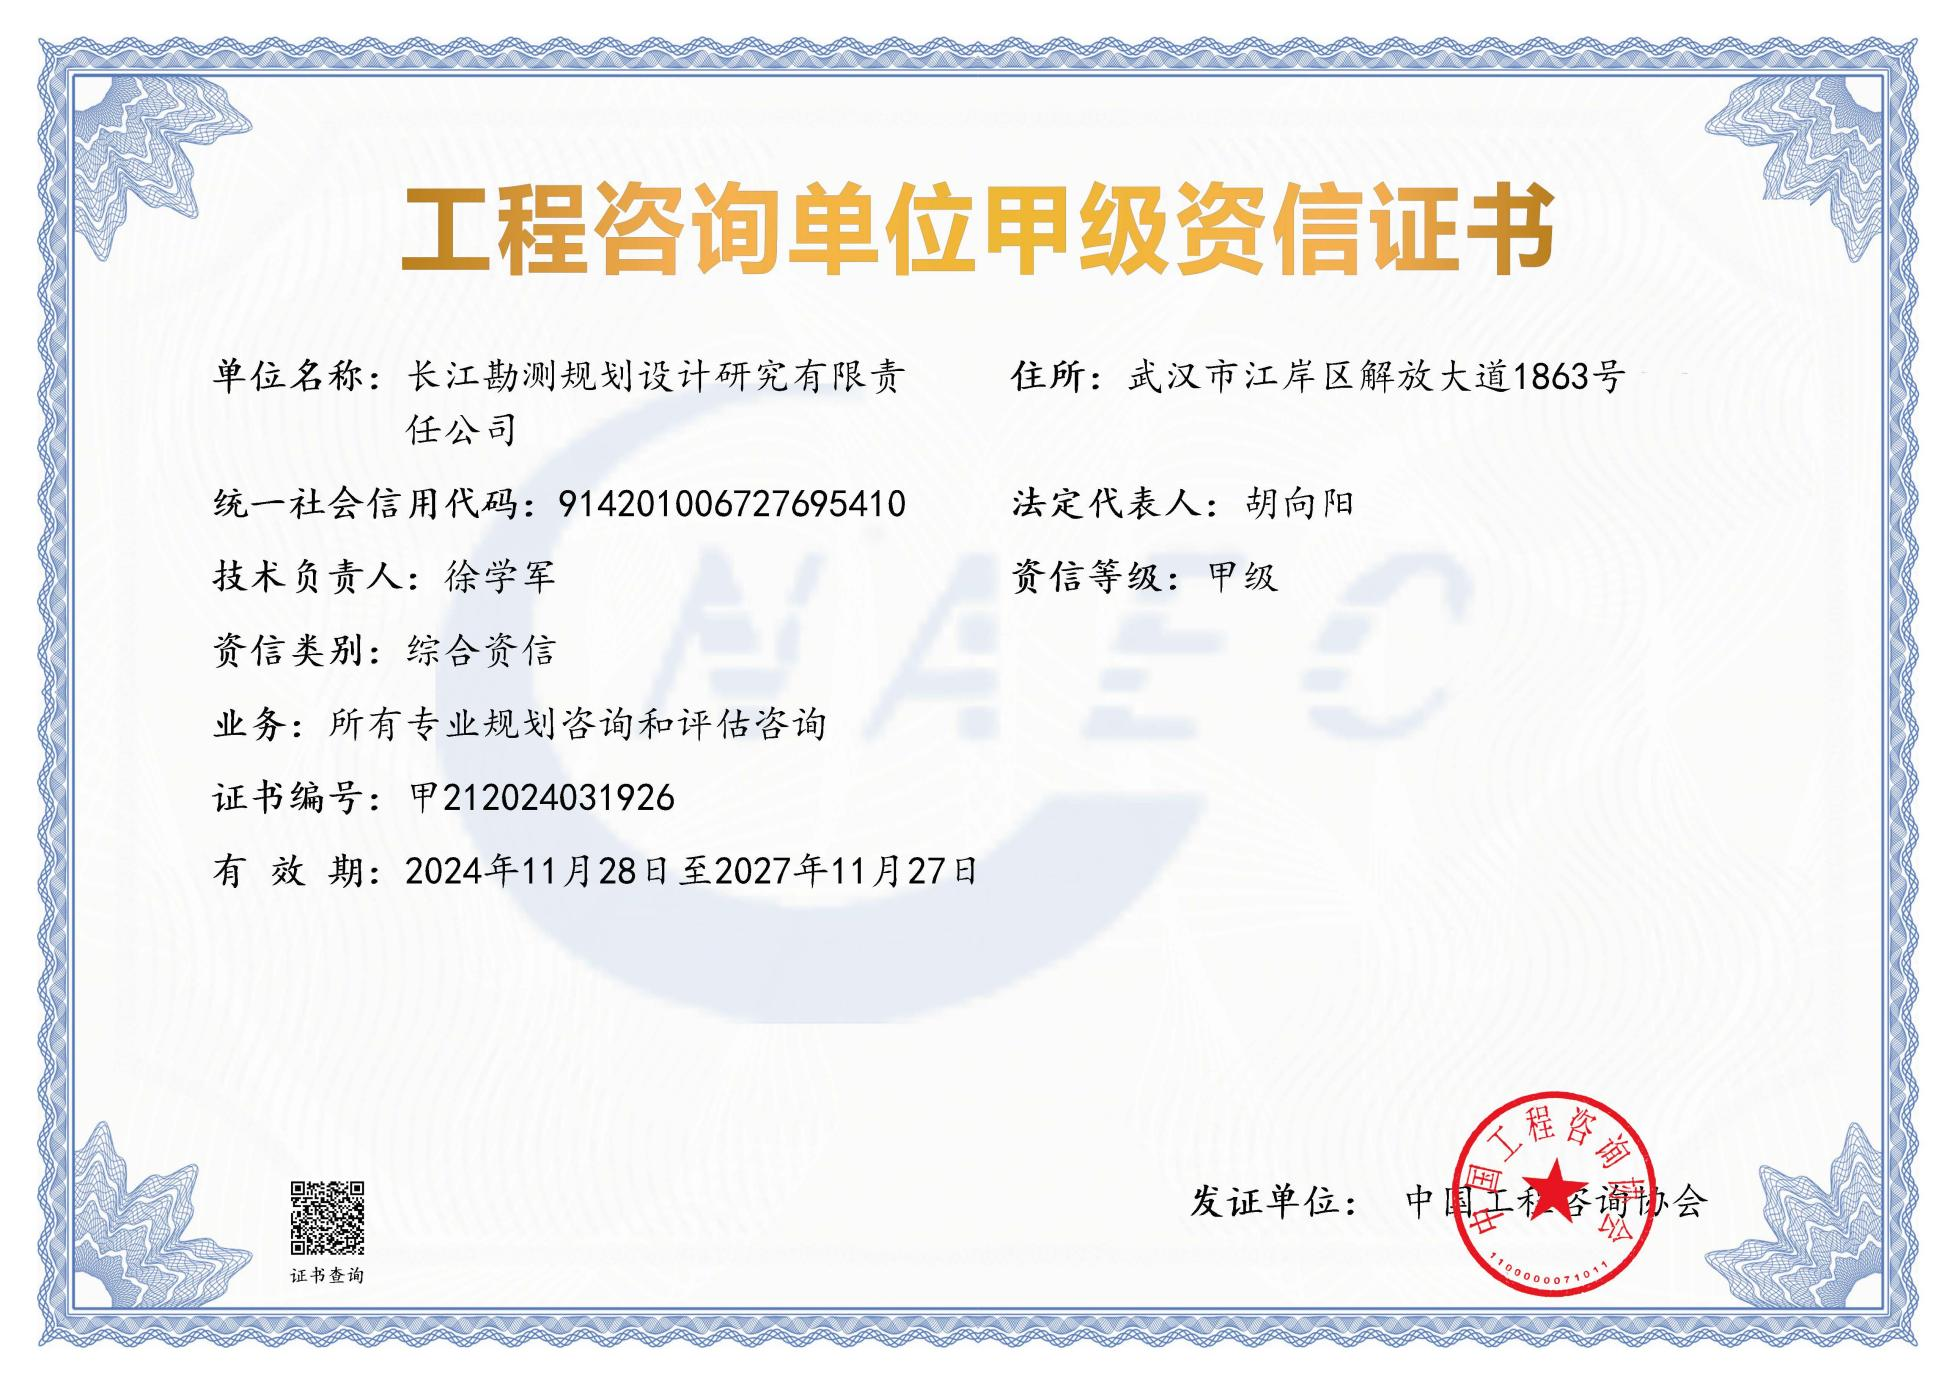 工程咨询单位甲级资信证书
单位名称：长江勘测规划设计研究有限责
任公司
住所：武汉市江岸区解放大道1863号
统一社会信用代码：914201006727695410
法定代表人：胡向阳
技术负责人：徐学军
资信等级：甲级
资信类别：综合资信
业务：所有专业规划咨询和评估咨询
证书编号：甲212024031926
有 效 期：2024年11月28日至2027年11月27日
CNAEC
发证单位： 中国工程咨询协会
中国工程咨询协会
1100000071011
证书查询